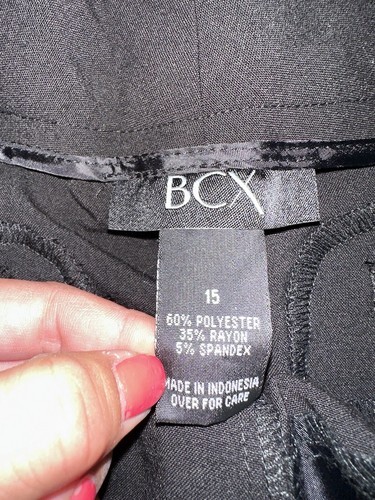 BCX
15
60% POLYESTER
35% RAYON
5% SPANDEX
MADE IN INDONESIA
OVER FOR CARE